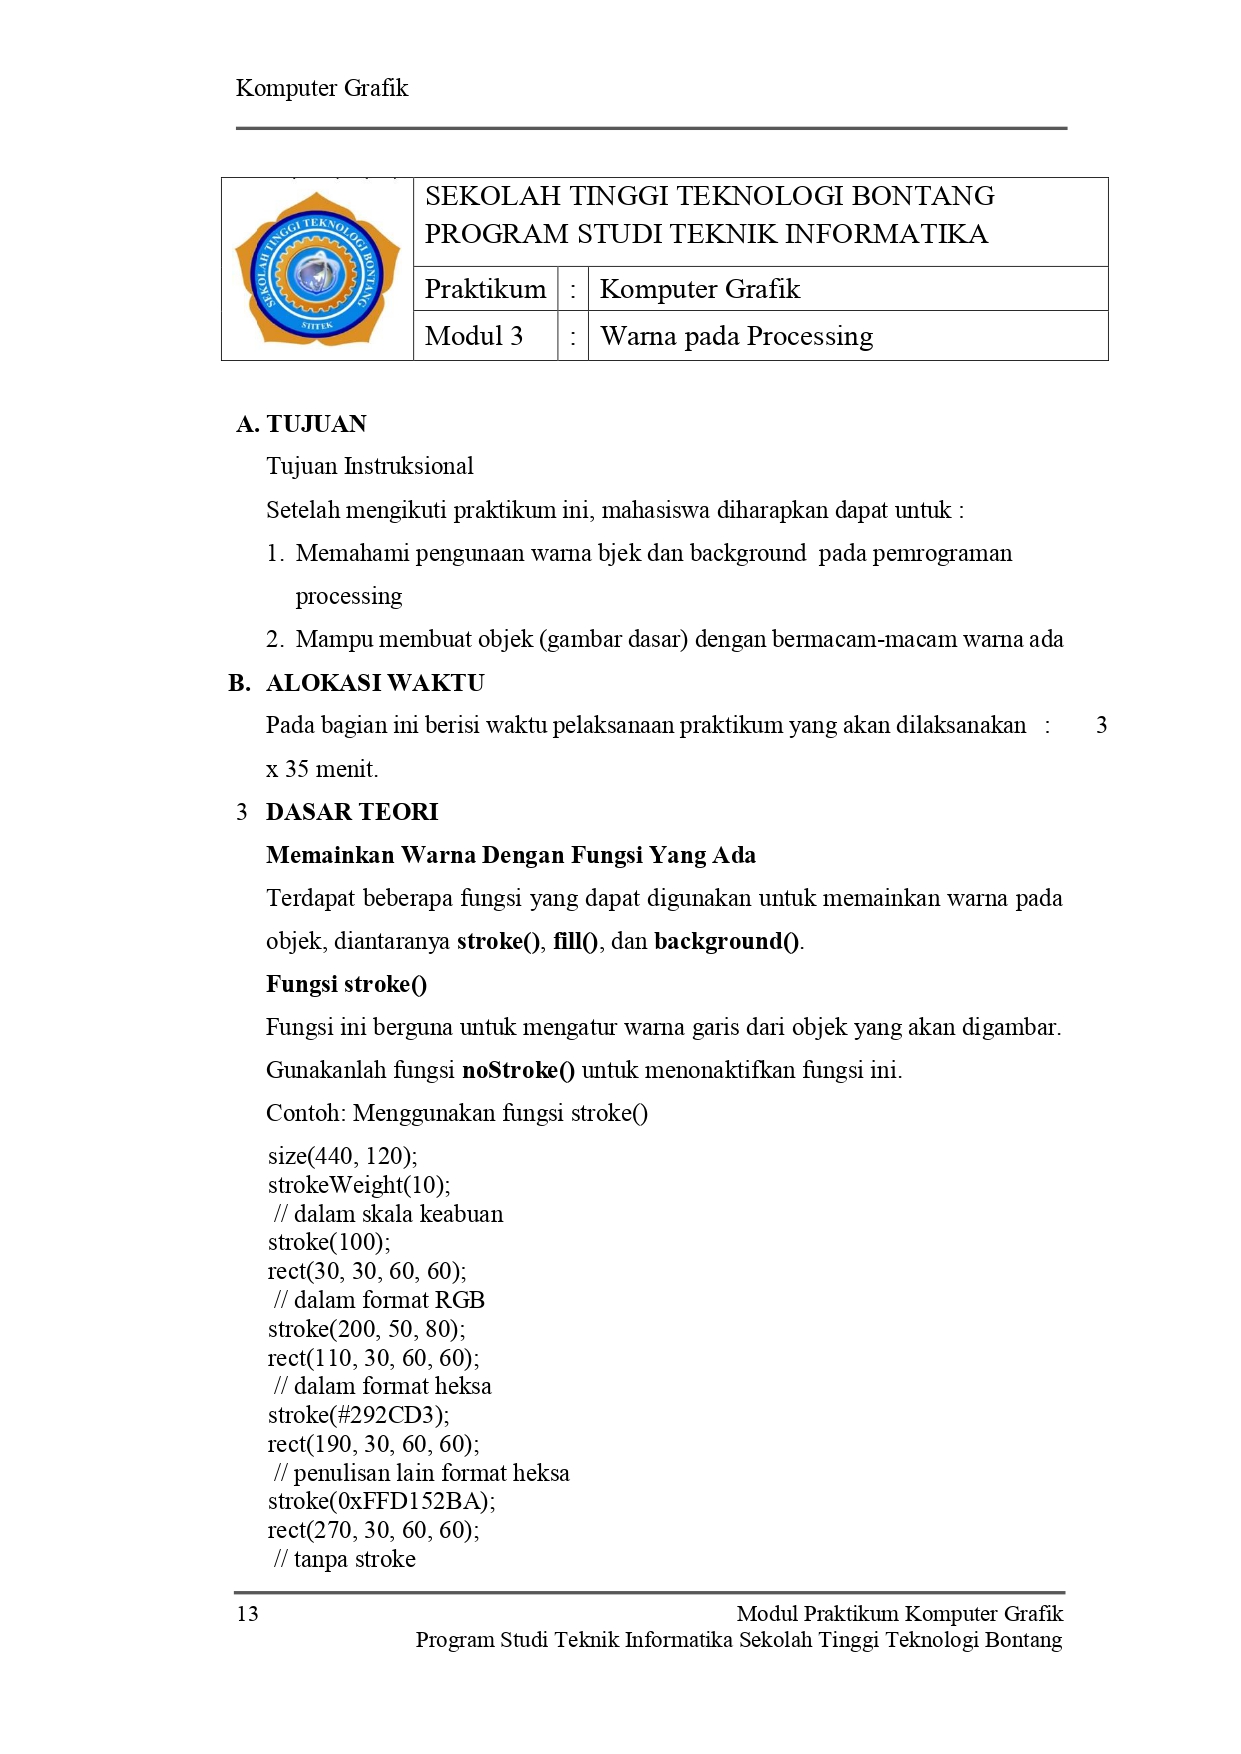 Komputer Grafik
SEKOLAH TINGGI TEKNOLOGI BONTANG
STITEK
SEKOLAH TINGGI TEKNOLOGI BONTANG
PROGRAM STUDI TEKNIK INFORMATIKA
Praktikum : Komputer Grafik
Modul 3 : Warna pada Processing
A. TUJUAN
Tujuan Instruksional
Setelah mengikuti praktikum ini, mahasiswa diharapkan dapat untuk :
1. Memahami pengunaan warna bjek dan background  pada pemrograman
processing
2. Mampu membuat objek (gambar dasar) dengan bermacam-macam warna ada
B. ALOKASI WAKTU
Pada bagian ini berisi waktu pelaksanaan praktikum yang akan dilaksanakan : 3
x 35 menit.
3 DASAR TEORI
Memainkan Warna Dengan Fungsi Yang Ada
Terdapat beberapa fungsi yang dapat digunakan untuk memainkan warna pada
objek, diantaranya stroke(), fill(), dan background().
Fungsi stroke()
Fungsi ini berguna untuk mengatur warna garis dari objek yang akan digambar.
Gunakanlah fungsi noStroke() untuk menonaktifkan fungsi ini.
Contoh: Menggunakan fungsi stroke()
size(440, 120);
strokeWeight(10);
// dalam skala keabuan
stroke(100);
rect(30, 30, 60, 60);
// dalam format RGB
stroke(200, 50, 80);
rect(110, 30, 60, 60);
// dalam format heksa
stroke(#292CD3);
rect(190, 30, 60, 60);
// penulisan lain format heksa
stroke(0xFFD152BA);
rect(270, 30, 60, 60);
// tanpa stroke
13 Modul Praktikum Komputer Grafik
Program Studi Teknik Informatika Sekolah Tinggi Teknologi Bontang